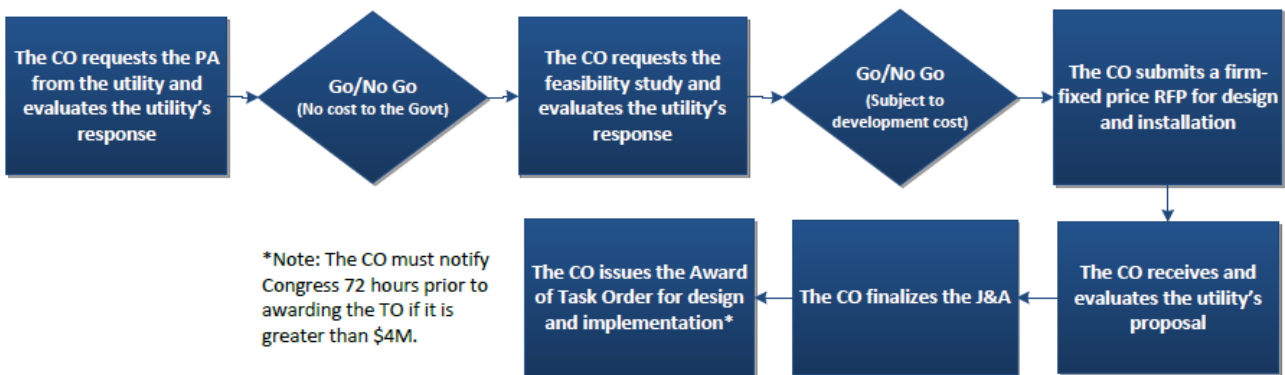 The CO requests the PA
from the utility and
evaluates the utility's
response
Go/No Go
(No cost to the Govt)
The CO requests the
feasibility study and
evaluates the utility's
response
Go/No Go
(Subject to
development cost)
The CO submits a firm-
fixed price RFP for design
and installation
The CO receives and
evaluates the utility's
proposal
The CO finalizes the J&A
The CO issues the Award
of Task Order for design
and implementation*
*Note: The CO must notify
Congress 72 hours prior to
awarding the TO if it is
greater than $4M.